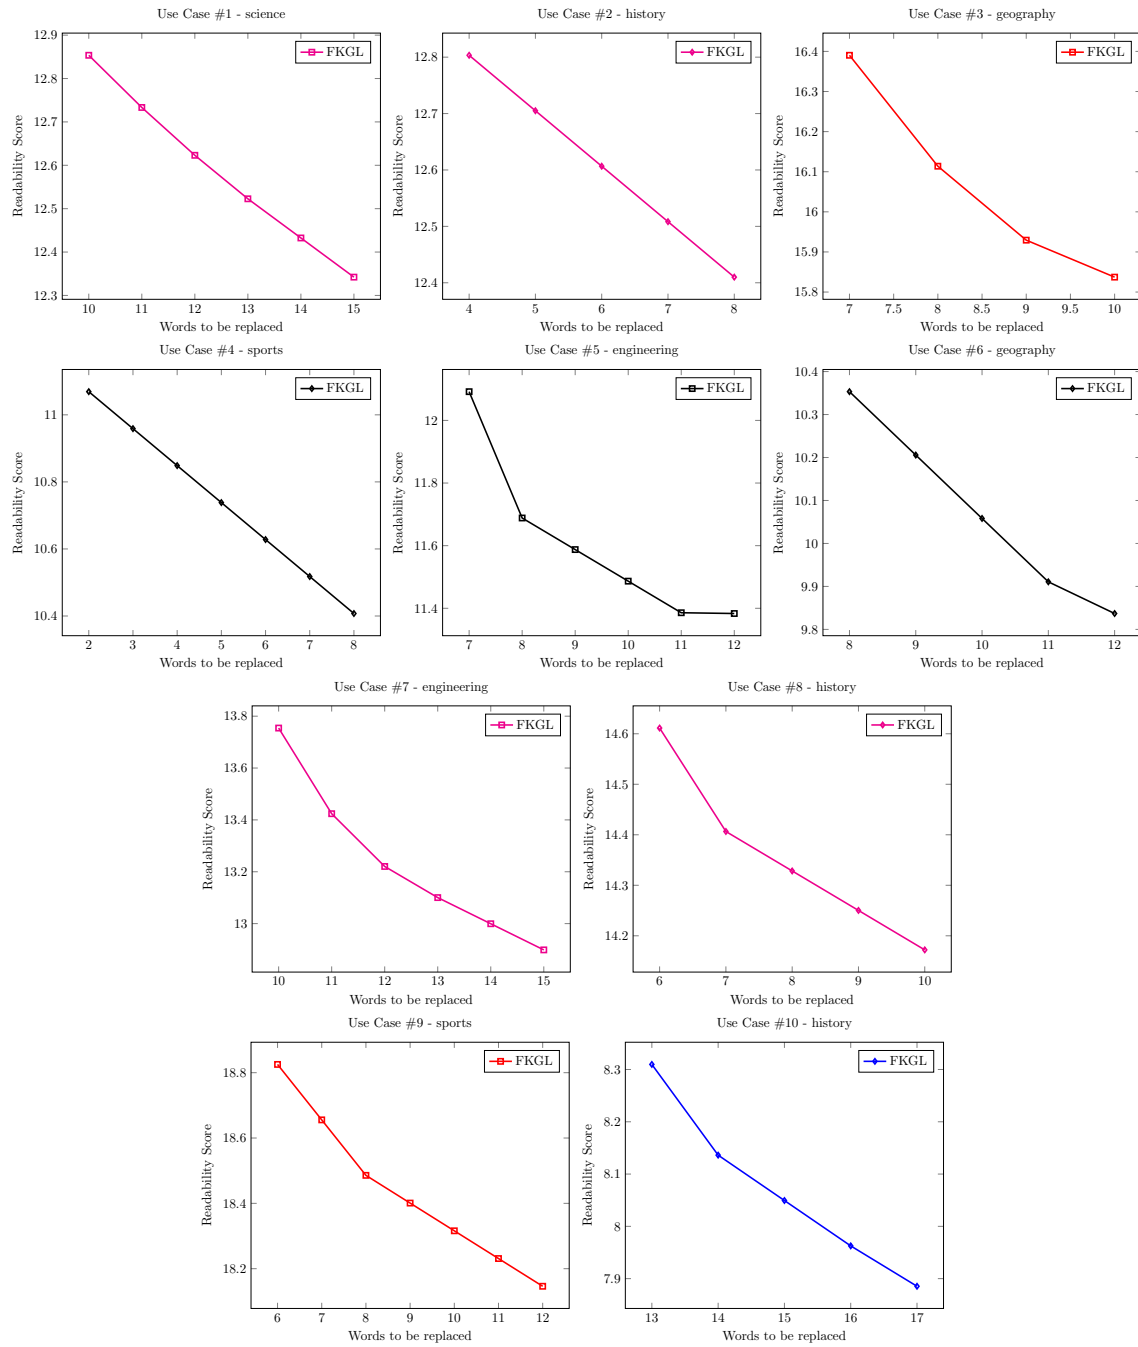 Use Case #1 - science
12.9
12.8
12.7
12.6
12.5
12.4
12.3
10 11 12 13 14 15
Words to be replaced
Readability Score
FKGL
Use Case #2 - history
12.8
12.6
12.4
4 5 6 7 8
Words to be replaced
Readability Score
FKGL
Use Case #3 - geography
16.4
16.3
16.2
16.1
16
15.9
15.8
7 7.5 8 8.5 9 9.5 10
Words to be replaced
Readability Score
FKGL
Use Case #4 - sports
11
10.8
10.6
10.4
2 3 4 5 6 7 8
Words to be replaced
Readability Score
FKGL
Use Case #5 - engineering
12
11.8
11.6
11.4
7 8 9 10 11 12
Words to be replaced
Readability Score
FKGL
Use Case #6 - geography
10.4
10.3
10.2
10.1
10
9.9
9.8
8 9 10 11 12
Words to be replaced
Readability Score
FKGL
Use Case #7 - engineering
13.8
13.6
13.4
13.2
13
10 11 12 13 14 15
Words to be replaced
Readability Score
FKGL
Use Case #8 - history
14.6
14.5
14.4
14.3
14.2
6 7 8 9 10
Words to be replaced
Readability Score
FKGL
Use Case #9 - sports
18.8
18.6
18.4
18.2
6 7 8 9 10 11 12
Words to be replaced
Readability Score
FKGL
Use Case #10 - history
8.3
8.2
8.1
8
7.9
13 14 15 16 17
Words to be replaced
Readability Score
FKGL